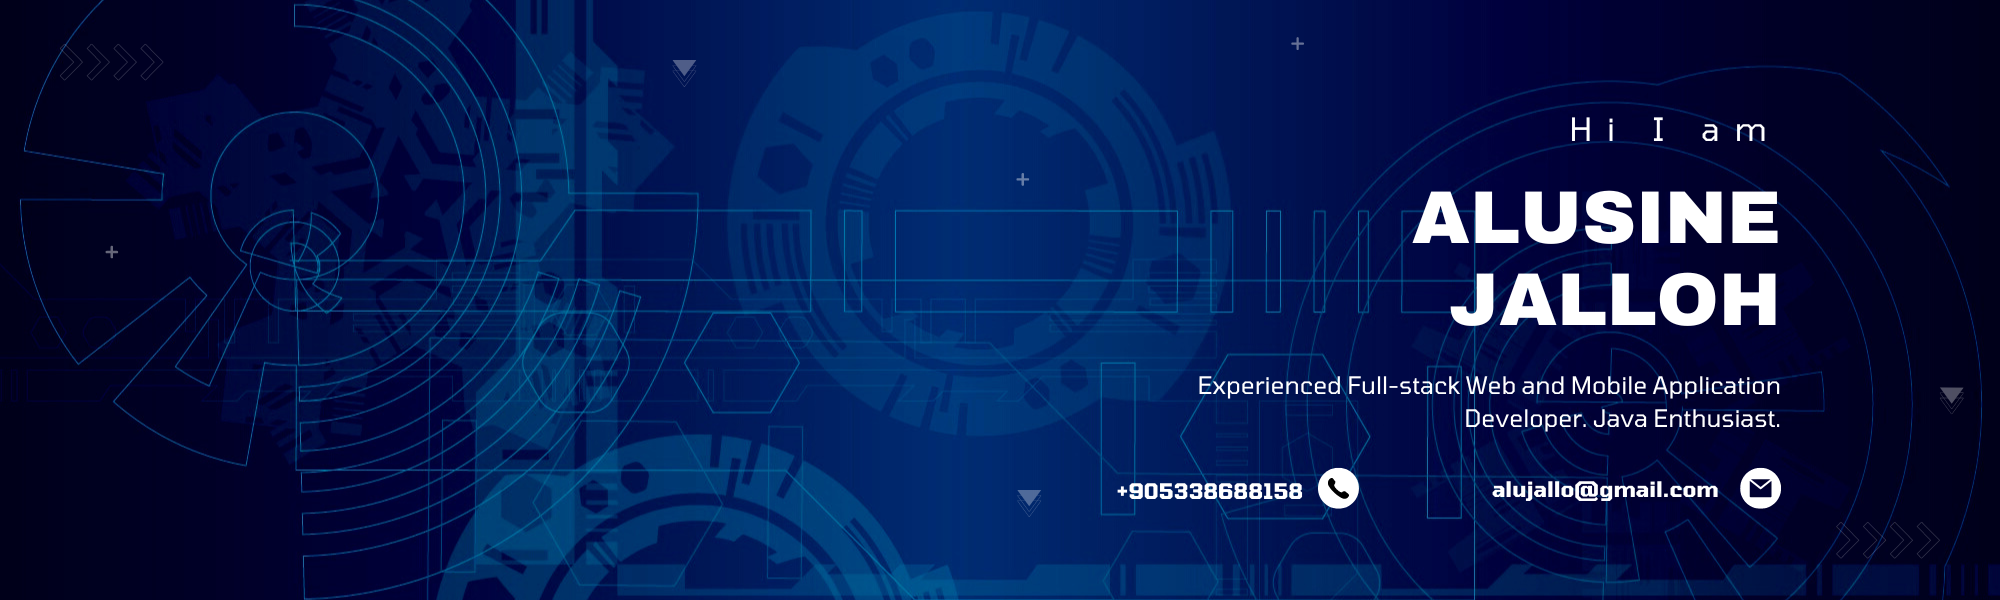 Hi I am
ALUSINE
JALLOH
Experienced Full-stack Web and Mobile Application
Developer. Java Enthusiast.
+905338688158 alujallo@gmail.com